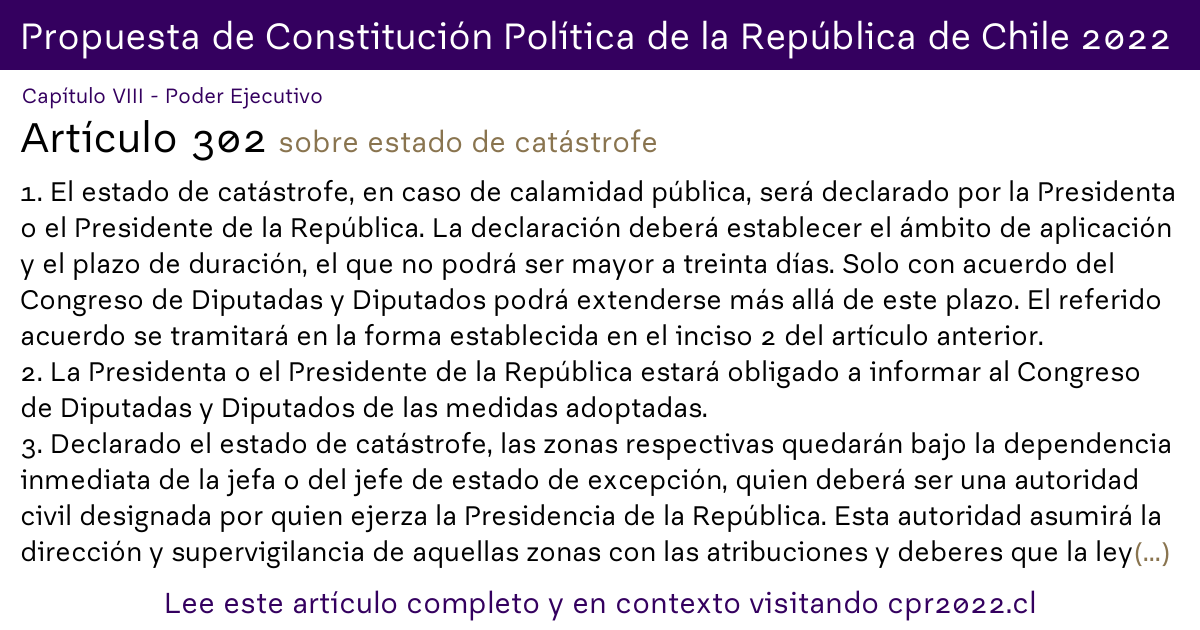 Propuesta de Constitución Política de la República de Chile 2022
Capítulo VIII - Poder Ejecutivo
Artículo 302 sobre estado de catástrofe
1. El estado de catástrofe, en caso de calamidad pública, será declarado por la Presidenta
o el Presidente de la República. La declaración deberá establecer el ámbito de aplicación
y el plazo de duración, el que no podrá ser mayor a treinta días. Solo con acuerdo del
Congreso de Diputadas y Diputados podrá extenderse más allá de este plazo. El referido
acuerdo se tramitará en la forma establecida en el inciso 2 del artículo anterior.
2. La Presidenta o el Presidente de la República estará obligado a informar al Congreso
de Diputadas y Diputados de las medidas adoptadas.
3. Declarado el estado de catástrofe, las zonas respectivas quedarán bajo la dependencia
inmediata de la jefa o del jefe de estado de excepción, quien deberá ser una autoridad
civil designada por quien ejerza la Presidencia de la República. Esta autoridad asumirá la
dirección y supervigilancia de aquellas zonas con las atribuciones y deberes que la ley(...)
Lee este artículo completo y en contexto visitando cpr2022.cl